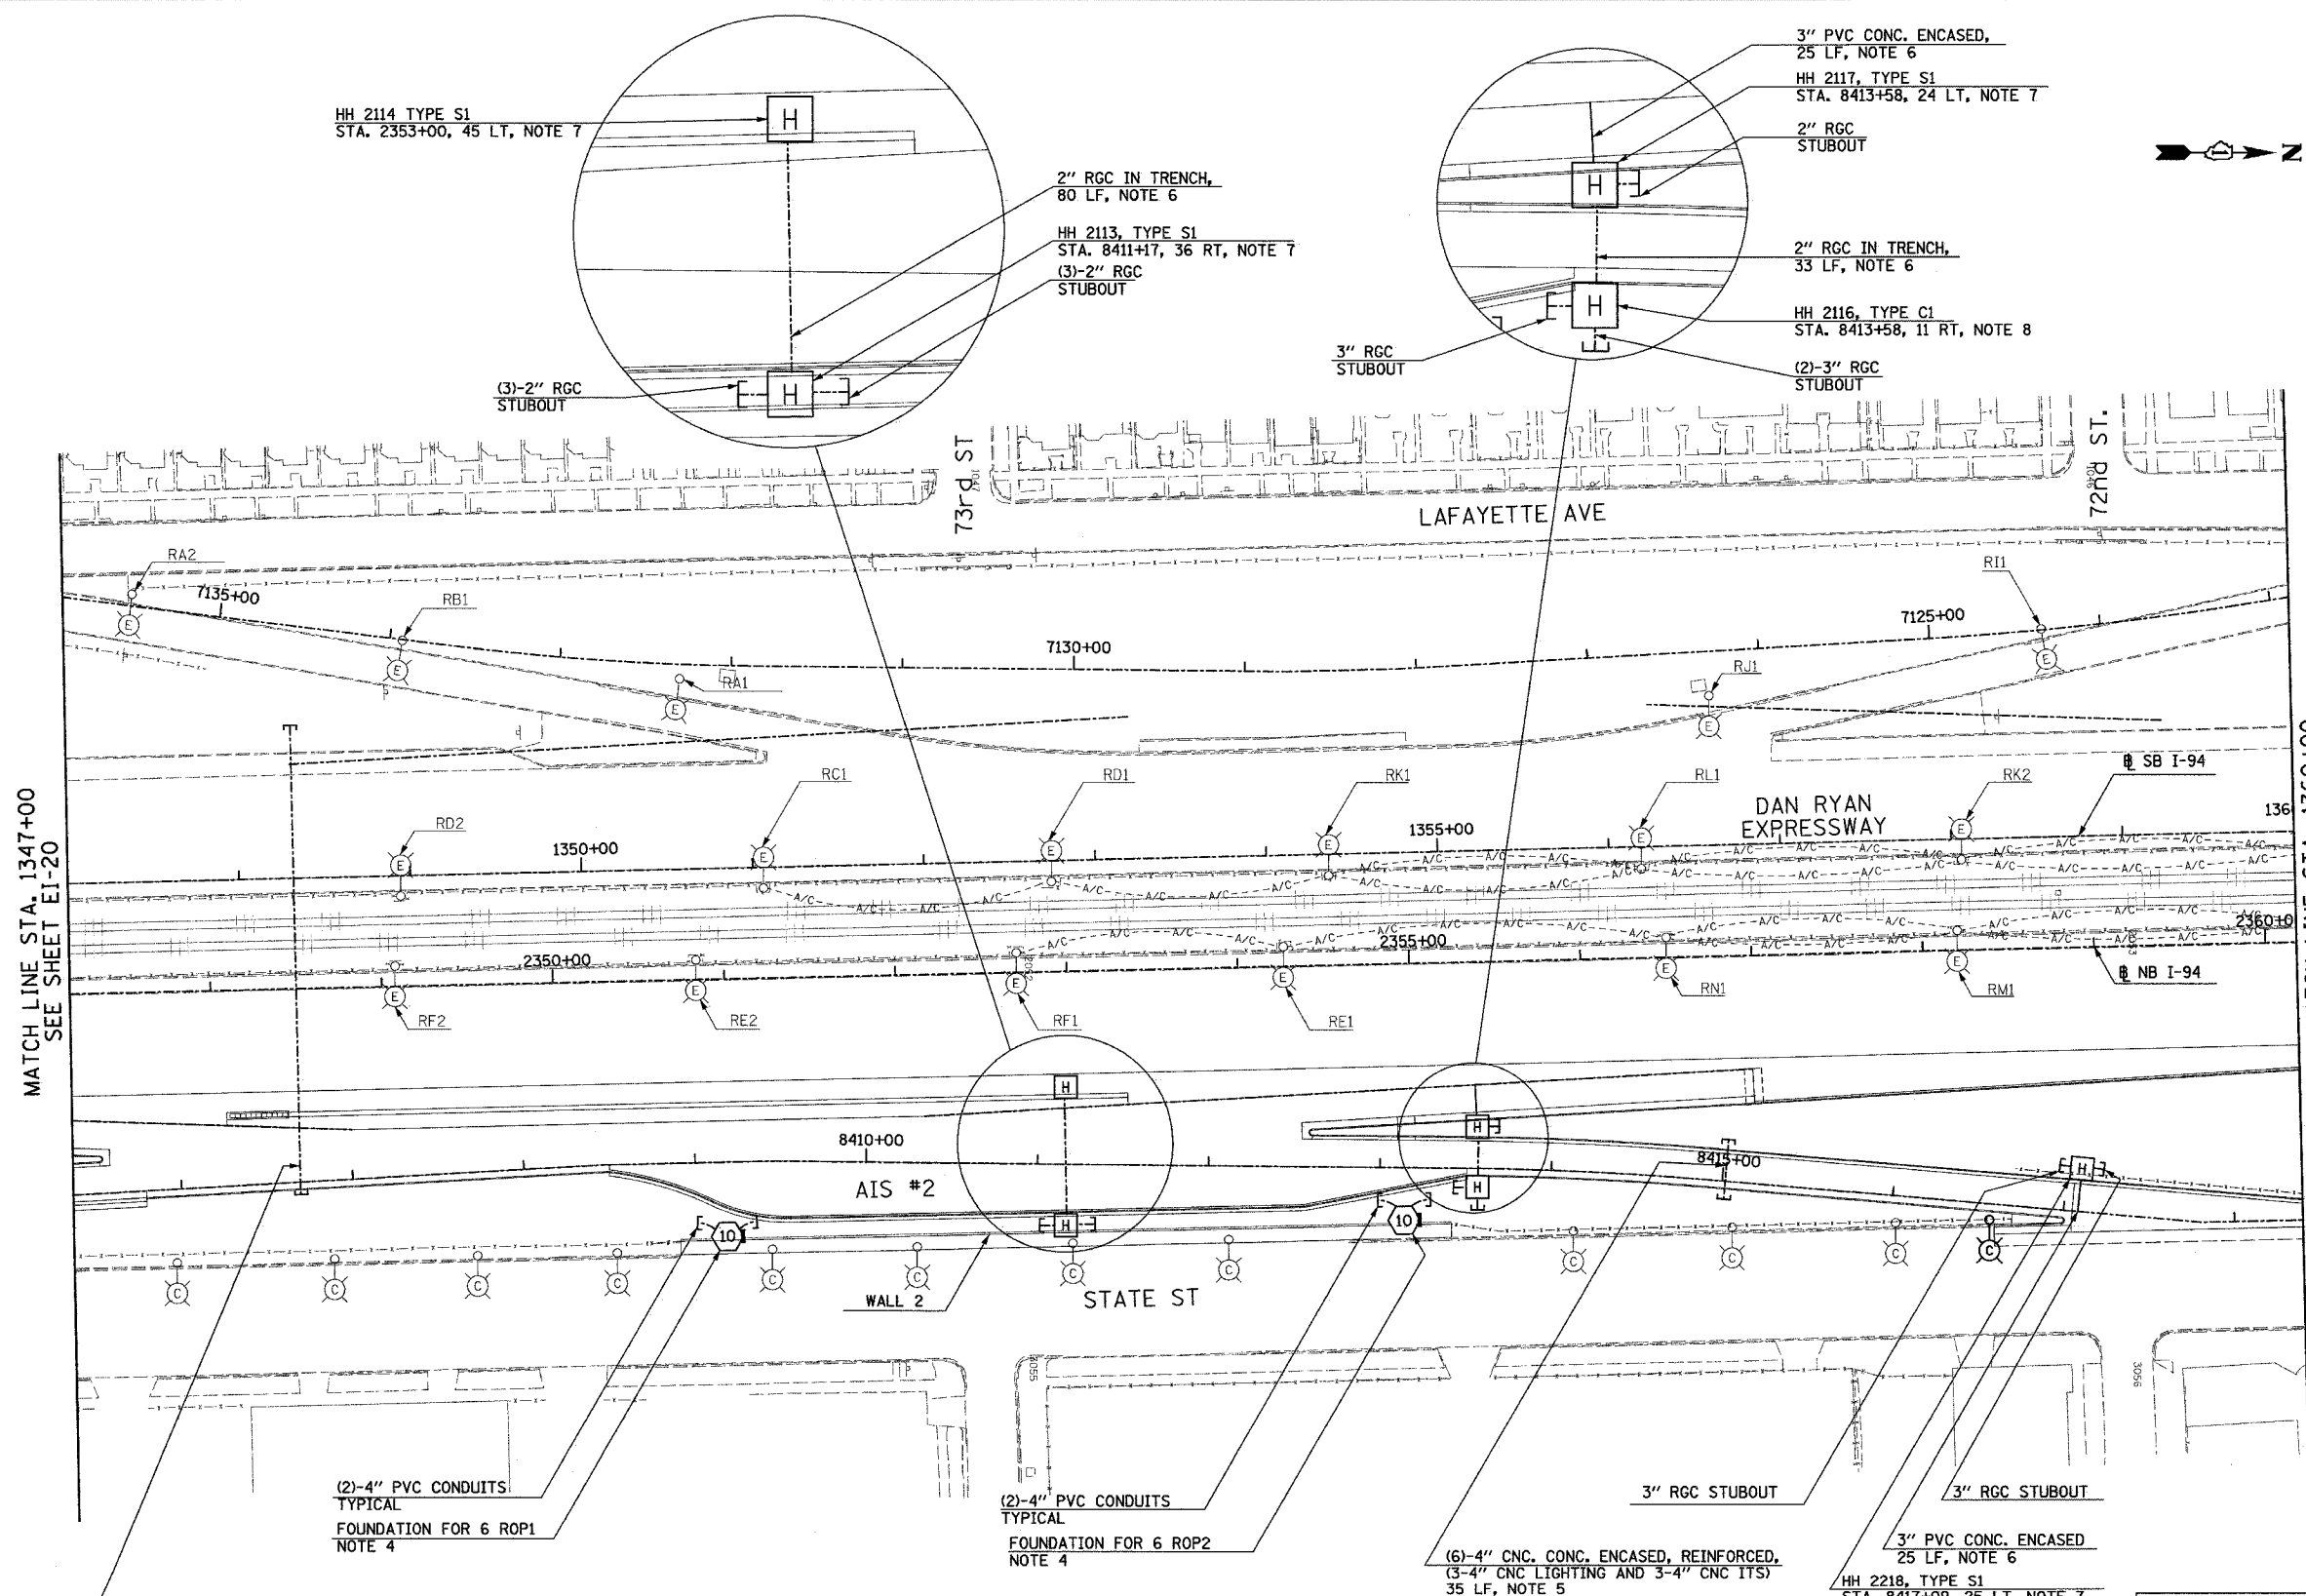 3" PVC CONC. ENCASED,
25 LF, NOTE 6
HH 2117, TYPE S1
STA. 8413+58, 24 LT, NOTE 7
2" RGC
STUBOUT
HH 2114 TYPE S1
STA. 2353+00, 45 LT, NOTE 7
H
H
N
2" RGC IN TRENCH,
80 LF, NOTE 6
HH 2113, TYPE S1
STA. 8411+17, 36 RT, NOTE 7
(3)-2" RGC
STUBOUT
2" RGC IN TRENCH,
33 LF, NOTE 6
H
HH 2116, TYPE C1
STA. 8413+58, 11 RT, NOTE 8
3" RGC
STUBOUT
(2)-3" RGC
STUBOUT
(3)-2" RGC
STUBOUT
H
73rd ST
72nd ST.
LAFAYETTE AVE
RA2
7135+00
RB1
RI1
7125+00
7130+00
RA1
RJ1
E
E
E
E
E
RC1
RD1
RK1
RL1
RK2
SB I-94
DAN RYAN
EXPRESSWAY
RD2
1350+00
1355+00
136
E
E
E
E
E
E
A/C
MATCH LINE STA. 1347+00
SEE SHEET EI-20
2350+00
2355+00
2360+0
NB I-94
E
E
E
E
E
E
RF2
RE2
RF1
RE1
RN1
RM1
H
H
8410+00
8415+00
H
AIS #2
H
H
10
10
C
C
C
C
C
C
C
C
C
C
C
C
WALL 2
STATE ST
3055
3056
(2)-4" PVC CONDUITS
TYPICAL
FOUNDATION FOR 6 ROP1
NOTE 4
(2)-4" PVC CONDUITS
TYPICAL
FOUNDATION FOR 6 ROP2
NOTE 4
3" RGC STUBOUT
3" RGC STUBOUT
(6)-4" CNC. CONC. ENCASED, REINFORCED,
(3-4" CNC LIGHTING AND 3-4" CNC ITS)
35 LF, NOTE 5
3" PVC CONC. ENCASED
25 LF, NOTE 6
HH 2218, TYPE S1